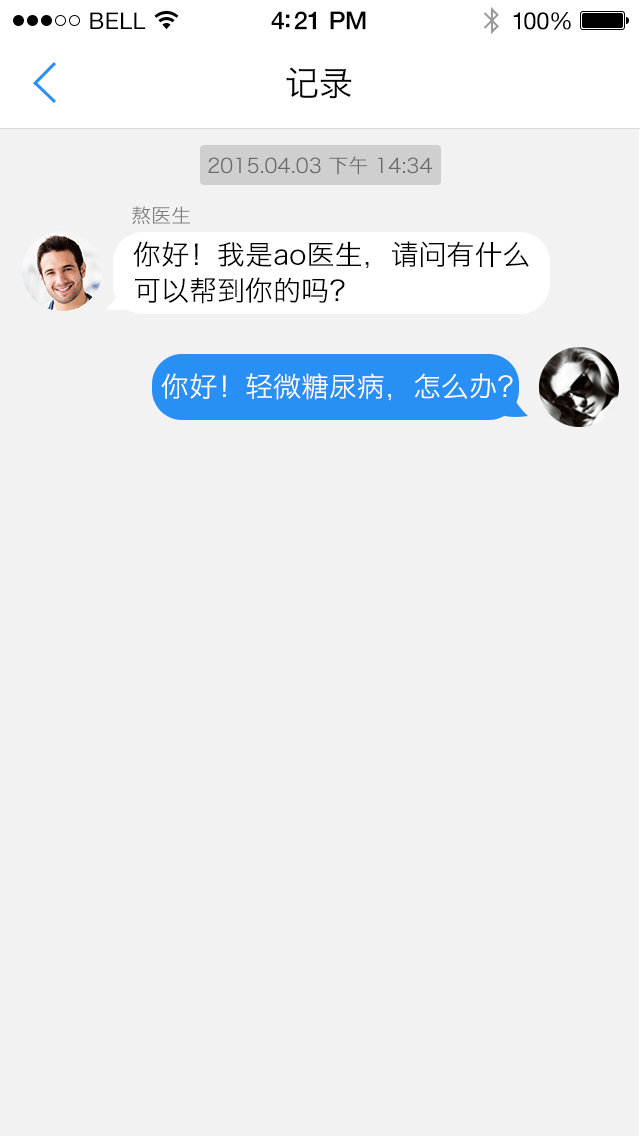 BELL 4:21 PM 100%
记录
2015.04.03 下午 14:34
熬医生
你好！我是ao医生，请问有什么
可以帮到你的吗？
你好！轻微糖尿病，怎么办？